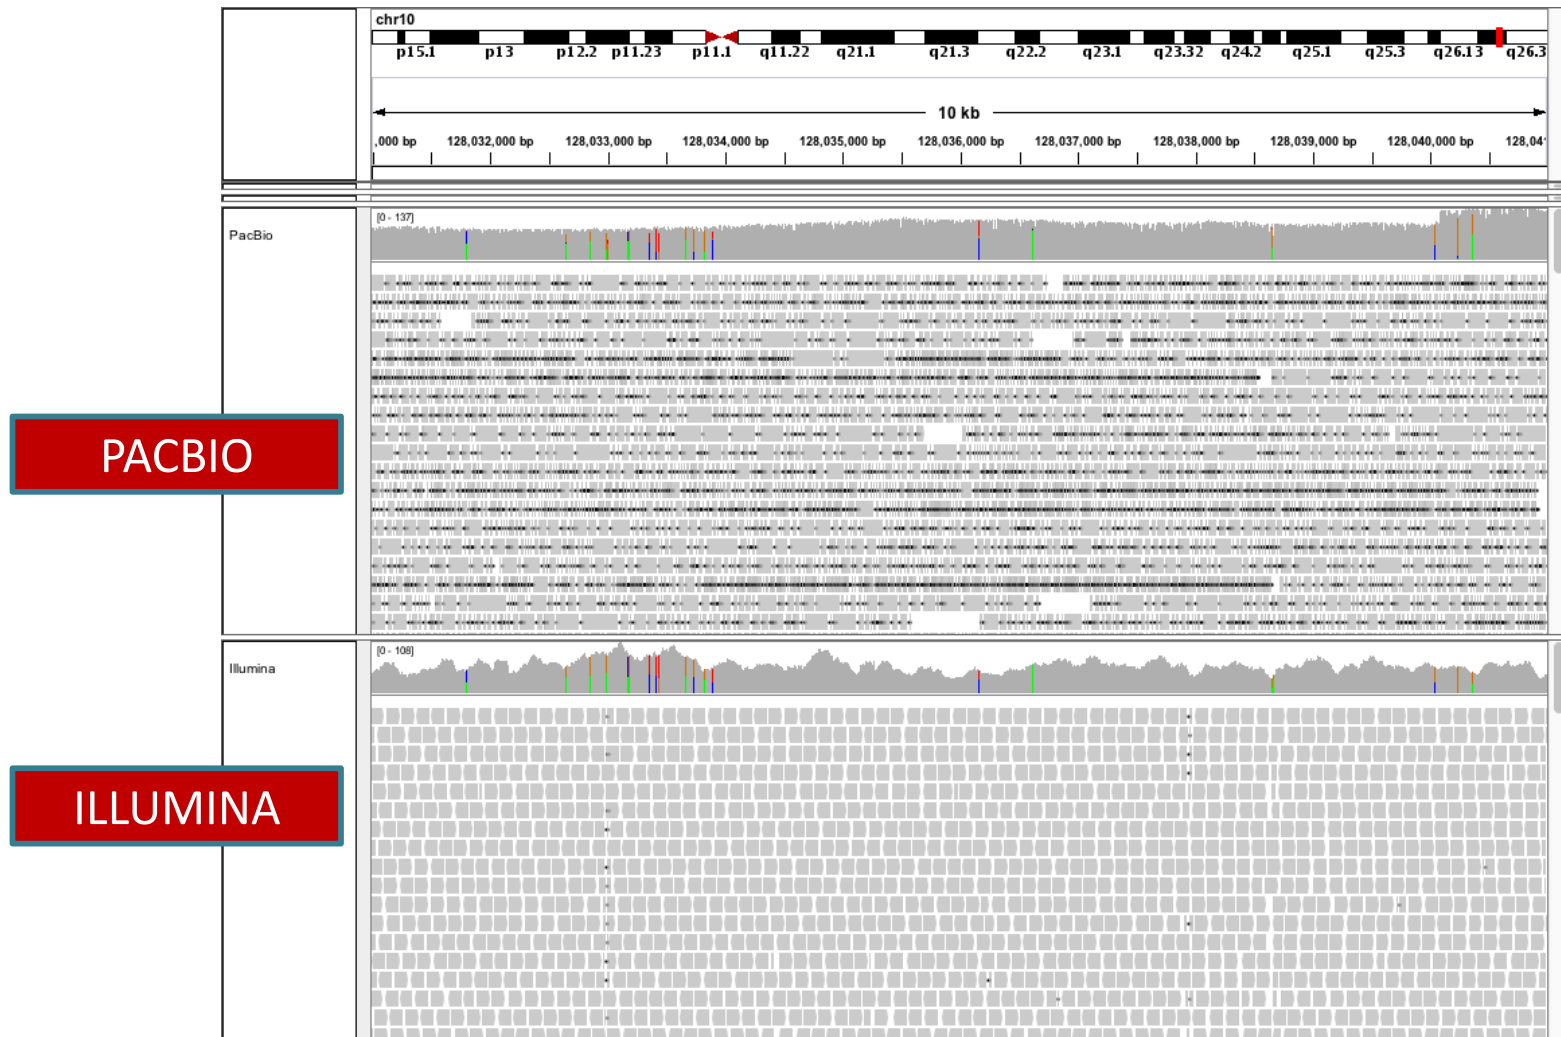 chr10
p15.1 p13 p12.2 p11.23 p11.1 q11.22 q21.1 q21.3 q22.2 q23.1 q23.32 q24.2 q25.1 q25.3 q26.13 q26.3
10 kb
,000 bp 128,032,000 bp 128,033,000 bp 128,034,000 bp 128,035,000 bp 128,036,000 bp 128,037,000 bp 128,038,000 bp 128,039,000 bp 128,040,000 bp 128,04
[0 - 137]
PacBio
PACBIO
[0 - 108]
Illumina
ILLUMINA